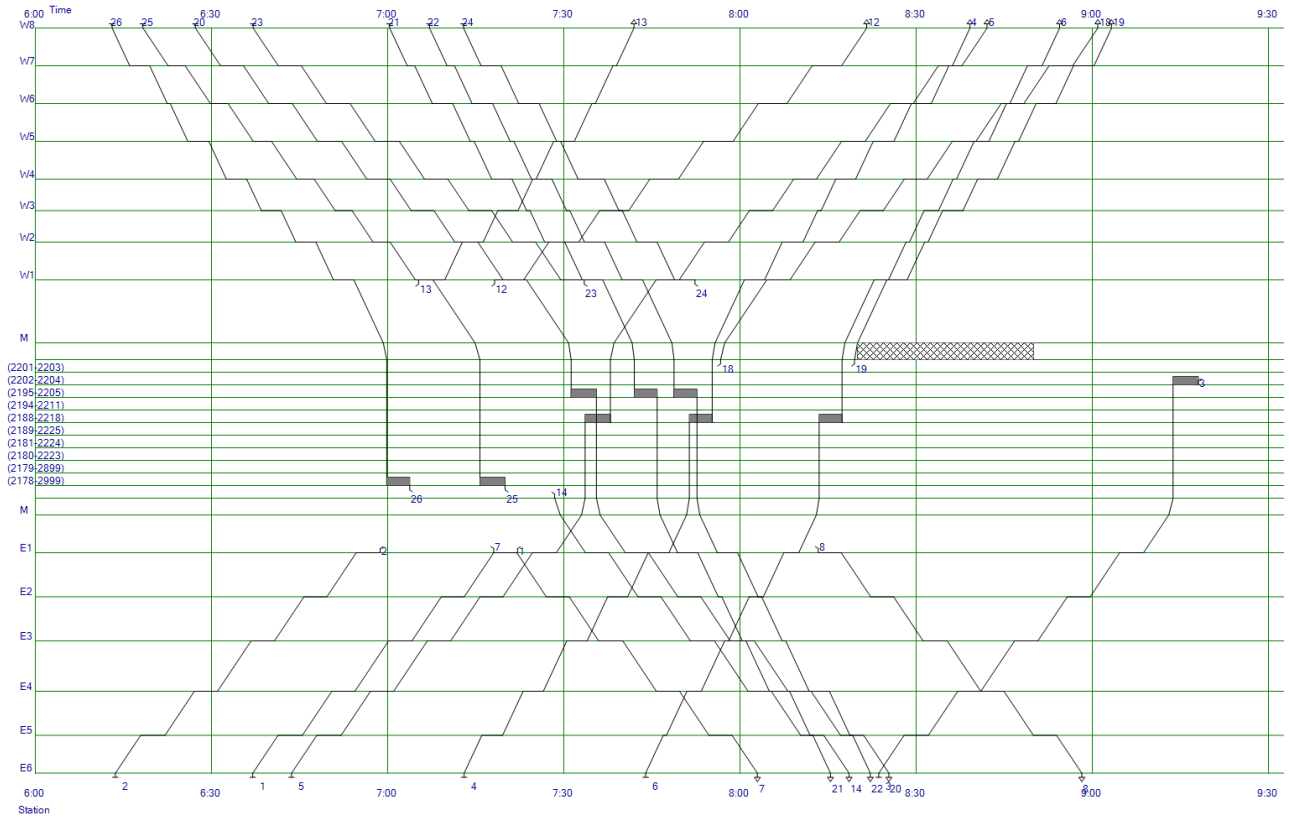 Time
6:00 6:30 7:00 7:30 8:00 8:30 9:00 9:30
26 25 20 23 21 22 24 13 12 4 5 6 18 19
W8
W7
W6
W5
W4
W3
W2
W1
13 12 23 24
M
18 19
(2201-2203)
(2202-2204)
3
(2195-2205)
(2194-2211)
(2188-2218)
(2189-2225)
(2181-2224)
(2180-2223)
(2179-2899)
(2178-2999)
26 25 14
M
E1
2 7 1 8
E2
E3
E4
E5
E6
2 1 5 4 6 7 21 14 22 3 20 8
6:00 6:30 7:00 7:30 8:00 8:30 9:00 9:30
Station